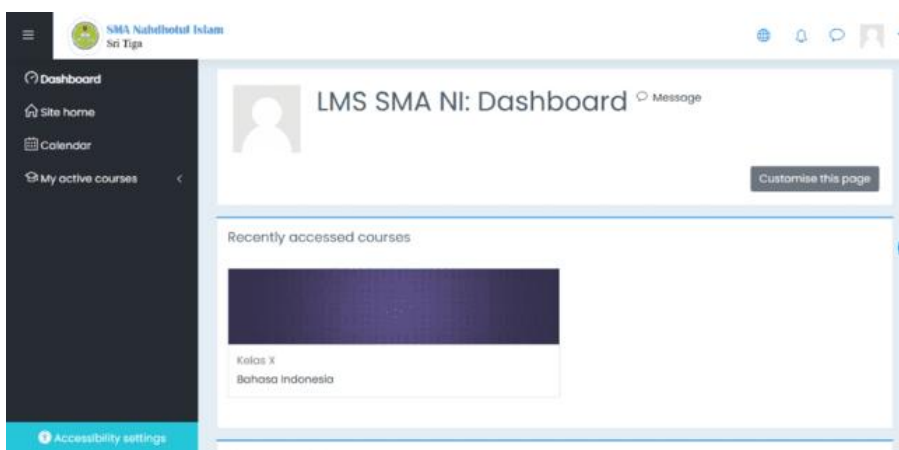 SMA Nahdhotul Islam
Sri Tiga
Dashboard
Site home
Calendar
My active courses
Accessibility settings
LMS SMA NI: Dashboard
Message
Customise this page
Recently accessed courses
Kelas X
Bahasa Indonesia